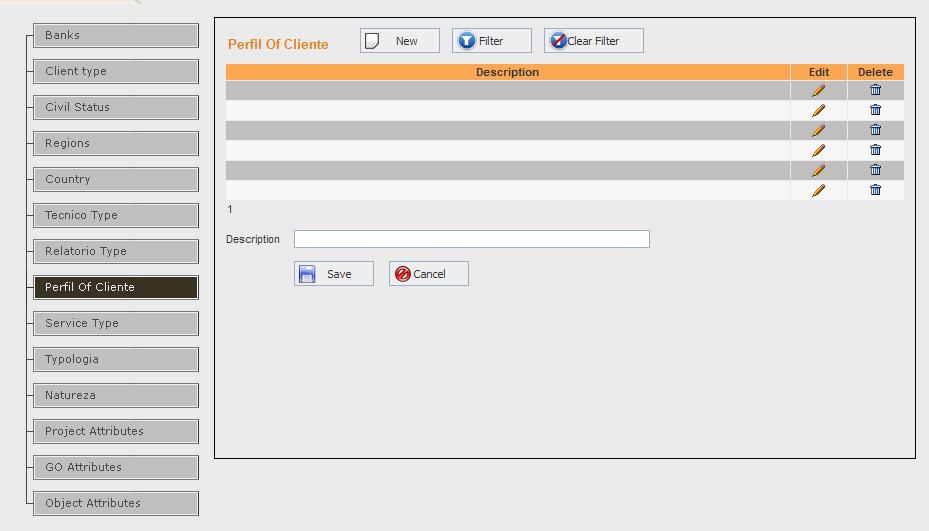 Banks
Client type
Civil Status
Regions
Country
Tecnico Type
Relatorio Type
Perfil Of Cliente
Service Type
Typologia
Natureza
Project Attributes
GO Attributes
Object Attributes
Perfil Of Cliente New Filter Clear Filter
Description Edit Delete
1
Description
Save Cancel